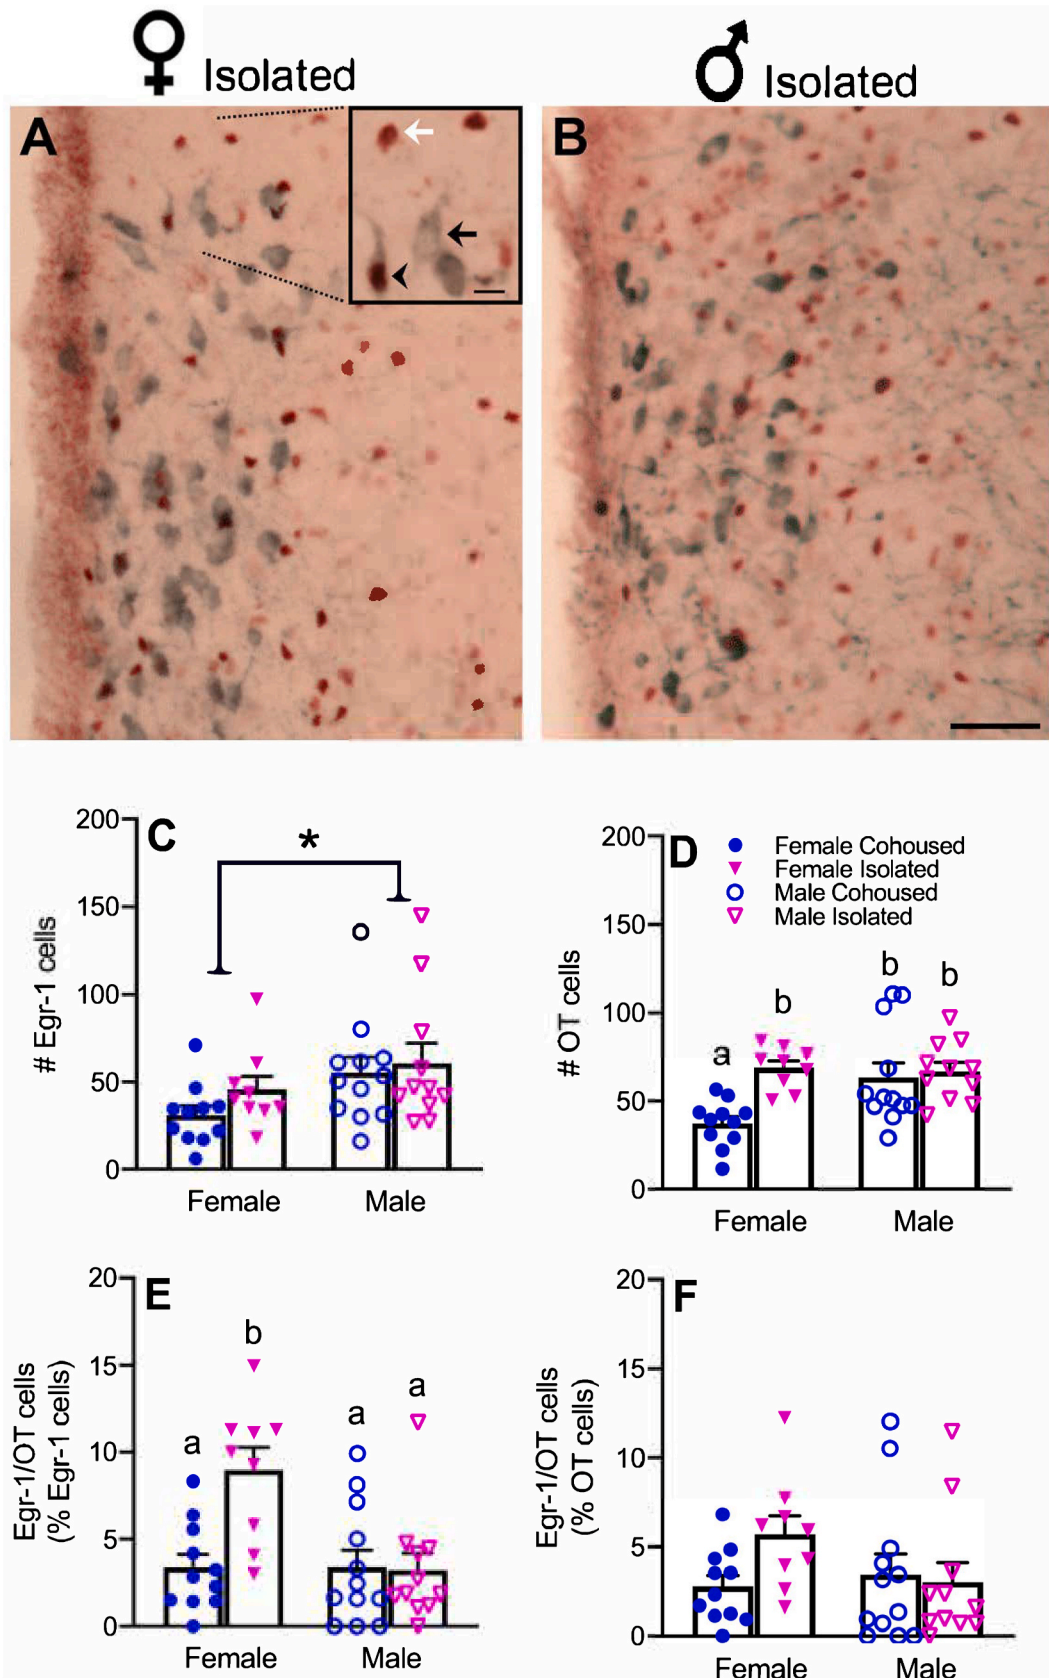 ♀ Isolated
♂ Isolated
A
B
C
200
150
100
50
0
*
# Egr-1 cells
Female
Male
D
200
150
100
50
0
Female Cohoused
Female Isolated
Male Cohoused
Male Isolated
a
b
b
b
# OT cells
Female
Male
E
20
15
10
5
0
a
b
a
a
Egr-1/OT cells
(% Egr-1 cells)
Female
Male
F
20
15
10
5
0
Egr-1/OT cells
(% OT cells)
Female
Male